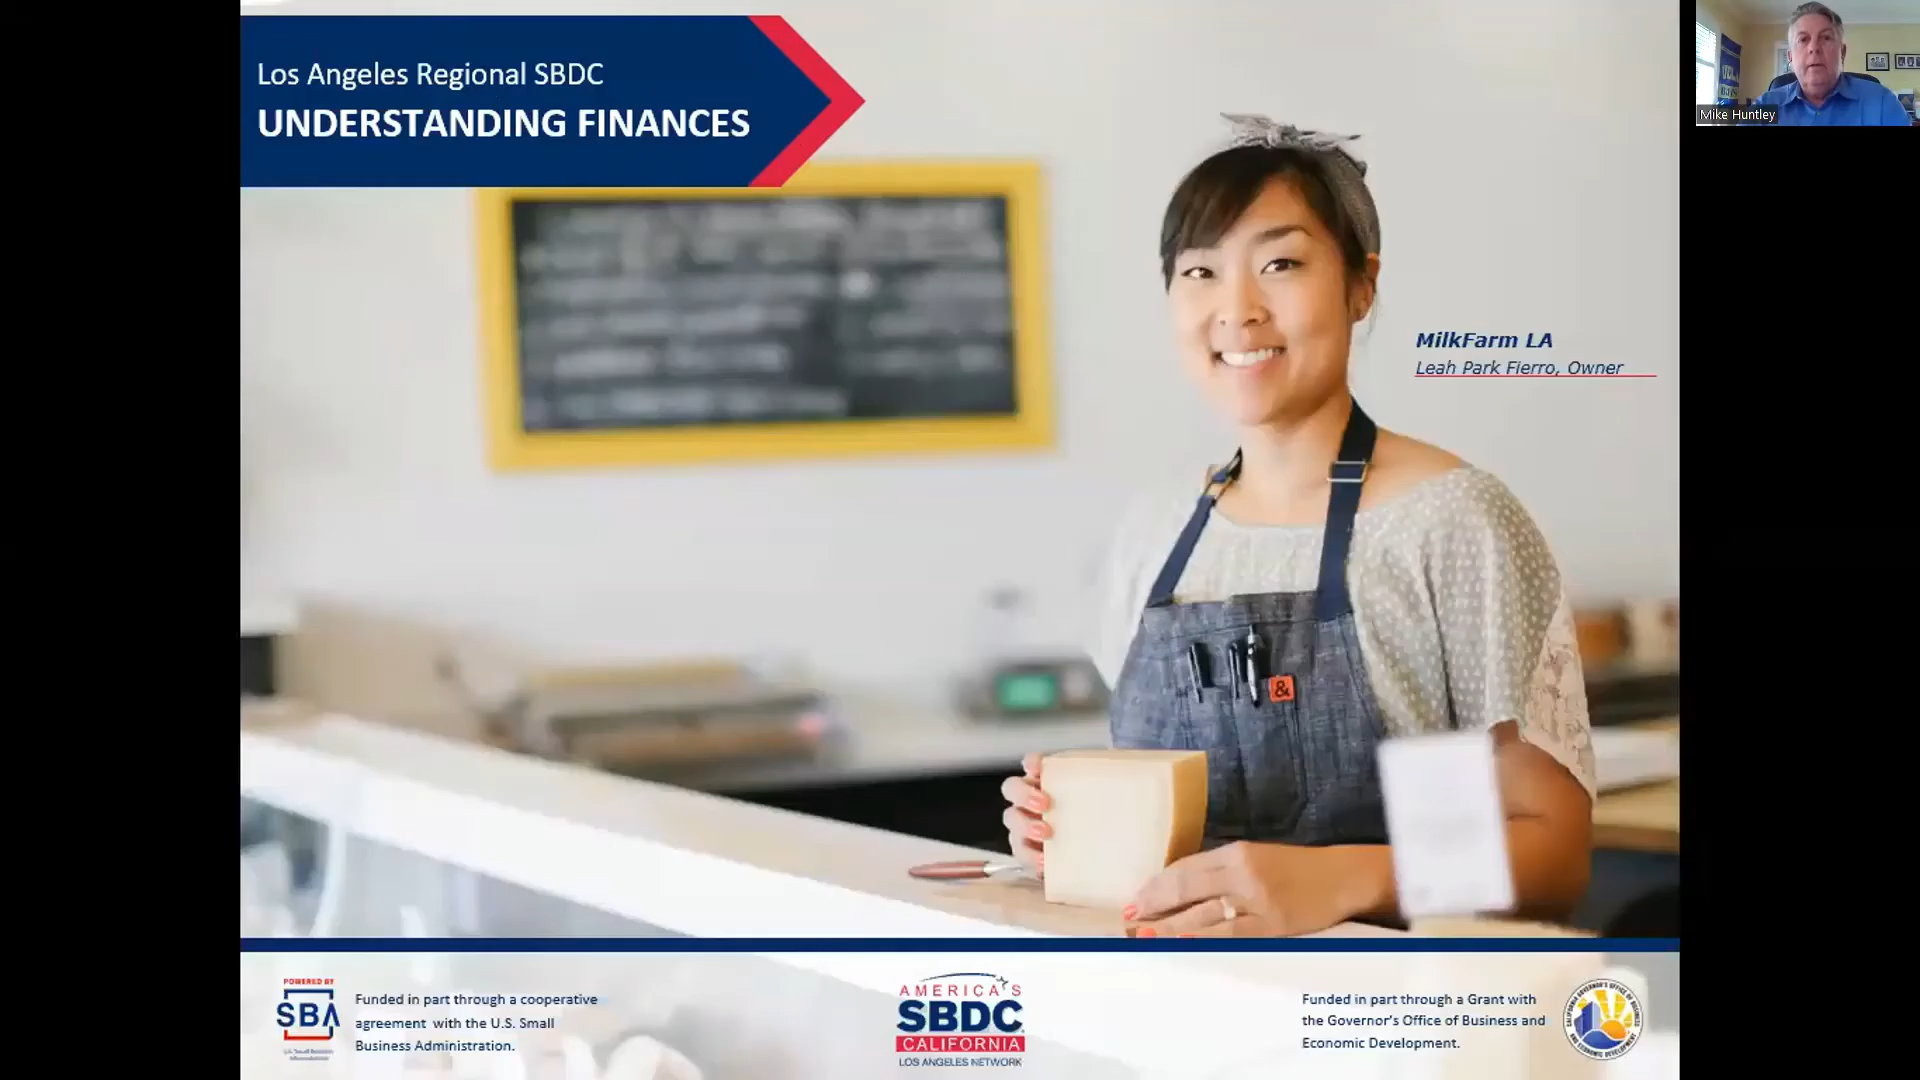 Los Angeles Regional SBDC
UNDERSTANDING FINANCES
Mike Huntley
MilkFarm LA
Leah Park Fierro, Owner
&
POWERED BY
SBA
Funded in part through a cooperative
agreement with the U.S. Small
Business Administration.
AMERICA'S
SBDC
CALIFORNIA
LOS ANGELES NETWORK
Funded in part through a Grant with
the Governor's Office of Business and
Economic Development.